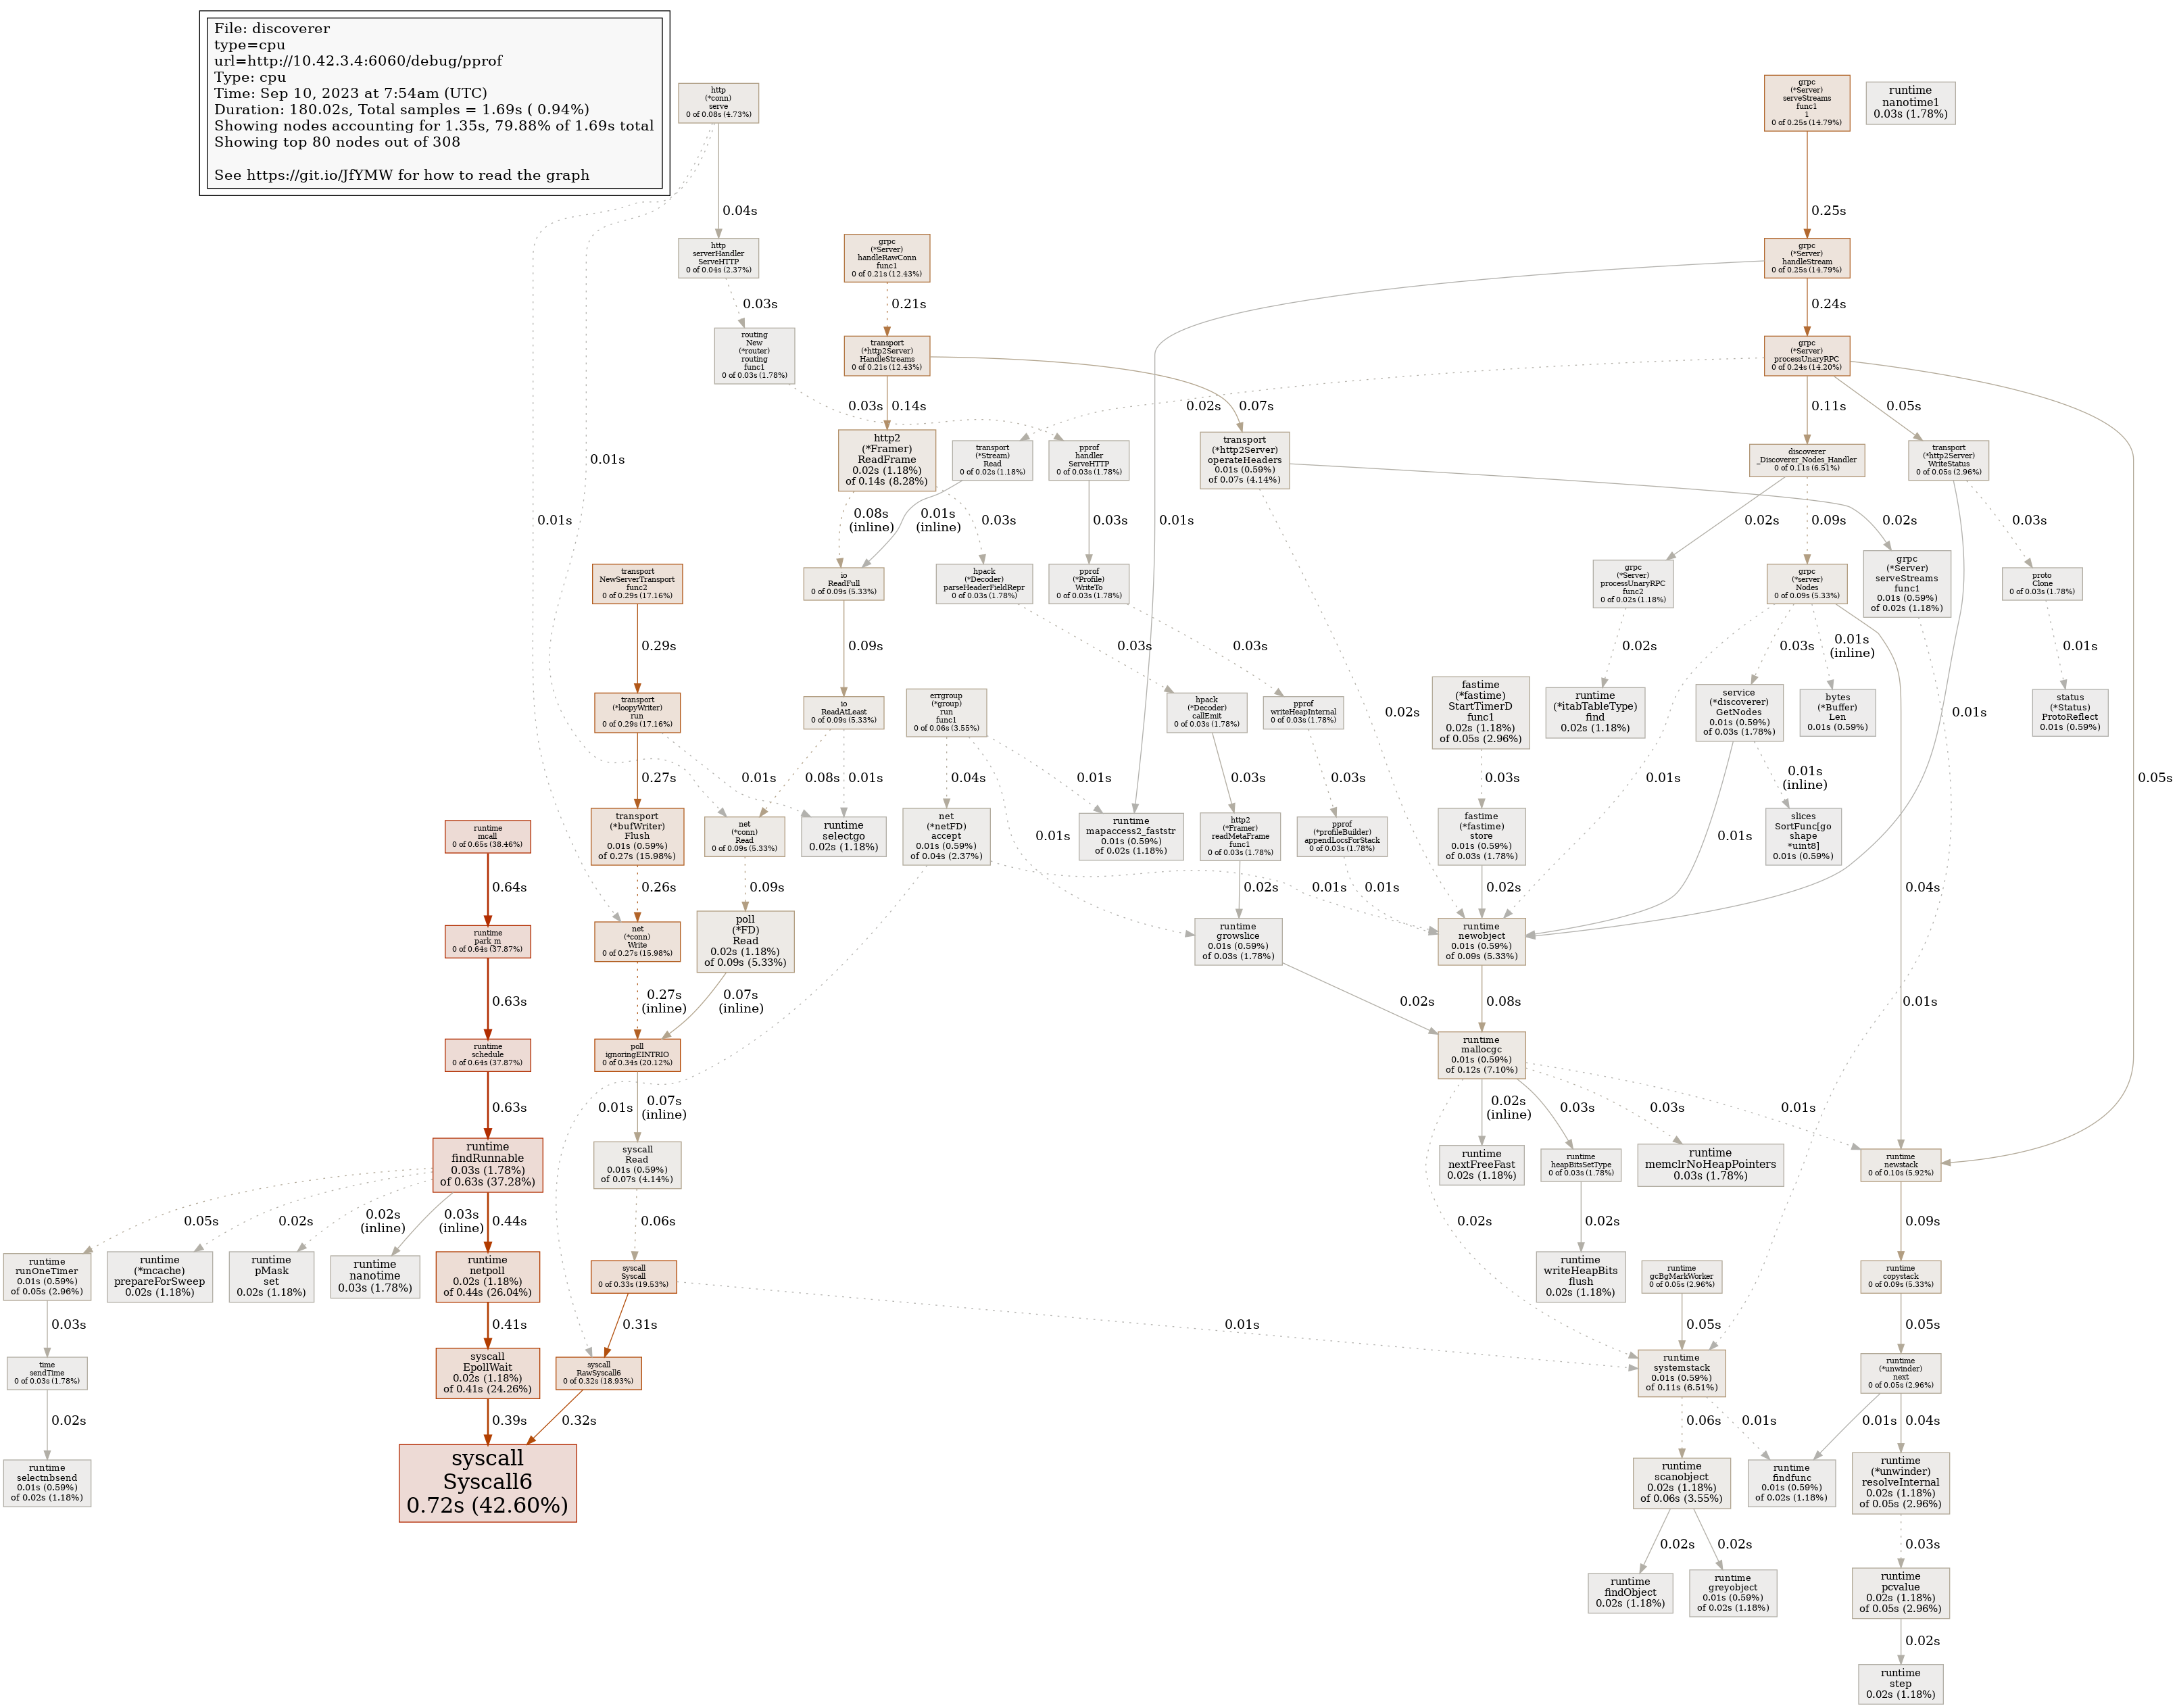 File: discoverer
type=cpu
url=http://10.42.3.4:6060/debug/pprof
Type: cpu
Time: Sep 10, 2023 at 7:54am (UTC)
Duration: 180.02s, Total samples = 1.69s ( 0.94%)
Showing nodes accounting for 1.35s, 79.88% of 1.69s total
Showing top 80 nodes out of 308
See https://git.io/JfYMW for how to read the graph
http
(*conn)
serve
0 of 0.08s (4.73%)
grpc
(*Server)
serveStreams
func1
1
0 of 0.25s (14.79%)
runtime
nanotime1
0.03s (1.78%)
0.04s
0.25s
http
serverHandler
ServeHTTP
0 of 0.04s (2.37%)
grpc
(*Server)
handleRawConn
func1
0 of 0.21s (12.43%)
grpc
(*Server)
handleStream
0 of 0.25s (14.79%)
0.03s
0.21s
0.24s
routing
New
(*router)
routing
func1
0 of 0.03s (1.78%)
transport
(*http2Server)
HandleStreams
0 of 0.21s (12.43%)
grpc
(*Server)
processUnaryRPC
0 of 0.24s (14.20%)
0.03s
0.14s
0.02s
0.07s
0.11s
0.05s
0.01s
http2
(*Framer)
ReadFrame
0.02s (1.18%)
of 0.14s (8.28%)
transport
(*Stream)
Read
0 of 0.02s (1.18%)
pprof
handler
ServeHTTP
0 of 0.03s (1.78%)
transport
(*http2Server)
operateHeaders
0.01s (0.59%)
of 0.07s (4.14%)
discoverer
_Discoverer_Nodes_Handler
0 of 0.11s (6.51%)
transport
(*http2Server)
WriteStatus
0 of 0.05s (2.96%)
0.01s
0.08s
(inline)
0.01s
(inline)
0.03s
0.03s
0.01s
0.02s
0.09s
0.02s
0.03s
transport
NewServerTransport
func2
0 of 0.29s (17.16%)
io
ReadFull
0 of 0.09s (5.33%)
hpack
(*Decoder)
parseHeaderFieldRepr
0 of 0.03s (1.78%)
pprof
(*Profile)
WriteTo
0 of 0.03s (1.78%)
grpc
(*Server)
processUnaryRPC
func2
0 of 0.02s (1.18%)
grpc
(*server)
Nodes
0 of 0.09s (5.33%)
grpc
(*Server)
serveStreams
func1
0.01s (0.59%)
of 0.02s (1.18%)
proto
Clone
0 of 0.03s (1.78%)
0.29s
0.09s
0.03s
0.03s
0.02s
0.03s
0.01s
(inline)
0.01s
transport
(*loopyWriter)
run
0 of 0.29s (17.16%)
io
ReadAtLeast
0 of 0.09s (5.33%)
errgroup
(*group)
run
func1
0 of 0.06s (3.55%)
hpack
(*Decoder)
callEmit
0 of 0.03s (1.78%)
pprof
writeHeapInternal
0 of 0.03s (1.78%)
0.02s
fastime
(*fastime)
StartTimerD
func1
0.02s (1.18%)
of 0.05s (2.96%)
runtime
(*itabTableType)
find
0.02s (1.18%)
service
(*discoverer)
GetNodes
0.01s (0.59%)
of 0.03s (1.78%)
bytes
(*Buffer)
Len
0.01s (0.59%)
0.01s
status
(*Status)
ProtoReflect
0.01s (0.59%)
0.27s
0.01s
0.08s
0.01s
0.04s
0.01s
0.03s
0.03s
0.03s
0.01s
0.01s
(inline)
0.05s
runtime
mcall
0 of 0.65s (38.46%)
transport
(*bufWriter)
Flush
0.01s (0.59%)
of 0.27s (15.98%)
net
(*conn)
Read
0 of 0.09s (5.33%)
runtime
selectgo
0.02s (1.18%)
net
(*netFD)
accept
0.01s (0.59%)
of 0.04s (2.37%)
0.01s
runtime
mapaccess2_faststr
0.01s (0.59%)
of 0.02s (1.18%)
http2
(*Framer)
readMetaFrame
func1
0 of 0.03s (1.78%)
pprof
(*profileBuilder)
appendLocsForStack
0 of 0.03s (1.78%)
fastime
(*fastime)
store
0.01s (0.59%)
of 0.03s (1.78%)
0.01s
slices
SortFunc[go
shape
*uint8]
0.01s (0.59%)
0.64s
0.26s
0.09s
0.02s
0.01s
0.01s
0.02s
0.04s
runtime
park_m
0 of 0.64s (37.87%)
net
(*conn)
Write
0 of 0.27s (15.98%)
poll
(*FD)
Read
0.02s (1.18%)
of 0.09s (5.33%)
runtime
growslice
0.01s (0.59%)
of 0.03s (1.78%)
runtime
newobject
0.01s (0.59%)
of 0.09s (5.33%)
0.63s
0.27s
(inline)
0.07s
(inline)
0.02s
0.08s
0.01s
runtime
schedule
0 of 0.64s (37.87%)
poll
ignoringEINTRIO
0 of 0.34s (20.12%)
runtime
mallocgc
0.01s (0.59%)
of 0.12s (7.10%)
0.63s
0.01s
0.07s
(inline)
0.02s
(inline)
0.03s
0.03s
0.01s
runtime
findRunnable
0.03s (1.78%)
of 0.63s (37.28%)
syscall
Read
0.01s (0.59%)
of 0.07s (4.14%)
runtime
nextFreeFast
0.02s (1.18%)
runtime
heapBitsSetType
0 of 0.03s (1.78%)
runtime
memclrNoHeapPointers
0.03s (1.78%)
runtime
newstack
0 of 0.10s (5.92%)
0.05s
0.02s
0.02s
(inline)
0.03s
(inline)
0.44s
0.06s
0.02s
0.02s
0.09s
runtime
runOneTimer
0.01s (0.59%)
of 0.05s (2.96%)
runtime
(*mcache)
prepareForSweep
0.02s (1.18%)
runtime
pMask
set
0.02s (1.18%)
runtime
nanotime
0.03s (1.78%)
runtime
netpoll
0.02s (1.18%)
of 0.44s (26.04%)
syscall
Syscall
0 of 0.33s (19.53%)
runtime
writeHeapBits
flush
0.02s (1.18%)
runtime
gcBgMarkWorker
0 of 0.05s (2.96%)
runtime
copystack
0 of 0.09s (5.33%)
0.03s
0.41s
0.31s
0.01s
0.05s
0.05s
time
sendTime
0 of 0.03s (1.78%)
syscall
EpollWait
0.02s (1.18%)
of 0.41s (24.26%)
syscall
RawSyscall6
0 of 0.32s (18.93%)
runtime
systemstack
0.01s (0.59%)
of 0.11s (6.51%)
runtime
(*unwinder)
next
0 of 0.05s (2.96%)
0.02s
0.39s
0.32s
0.06s
0.01s
0.01s
0.04s
runtime
selectnbsend
0.01s (0.59%)
of 0.02s (1.18%)
syscall
Syscall6
0.72s (42.60%)
runtime
scanobject
0.02s (1.18%)
of 0.06s (3.55%)
runtime
findfunc
0.01s (0.59%)
of 0.02s (1.18%)
runtime
(*unwinder)
resolveInternal
0.02s (1.18%)
of 0.05s (2.96%)
0.02s
0.02s
0.03s
runtime
findObject
0.02s (1.18%)
runtime
greyobject
0.01s (0.59%)
of 0.02s (1.18%)
runtime
pcvalue
0.02s (1.18%)
of 0.05s (2.96%)
0.02s
runtime
step
0.02s (1.18%)